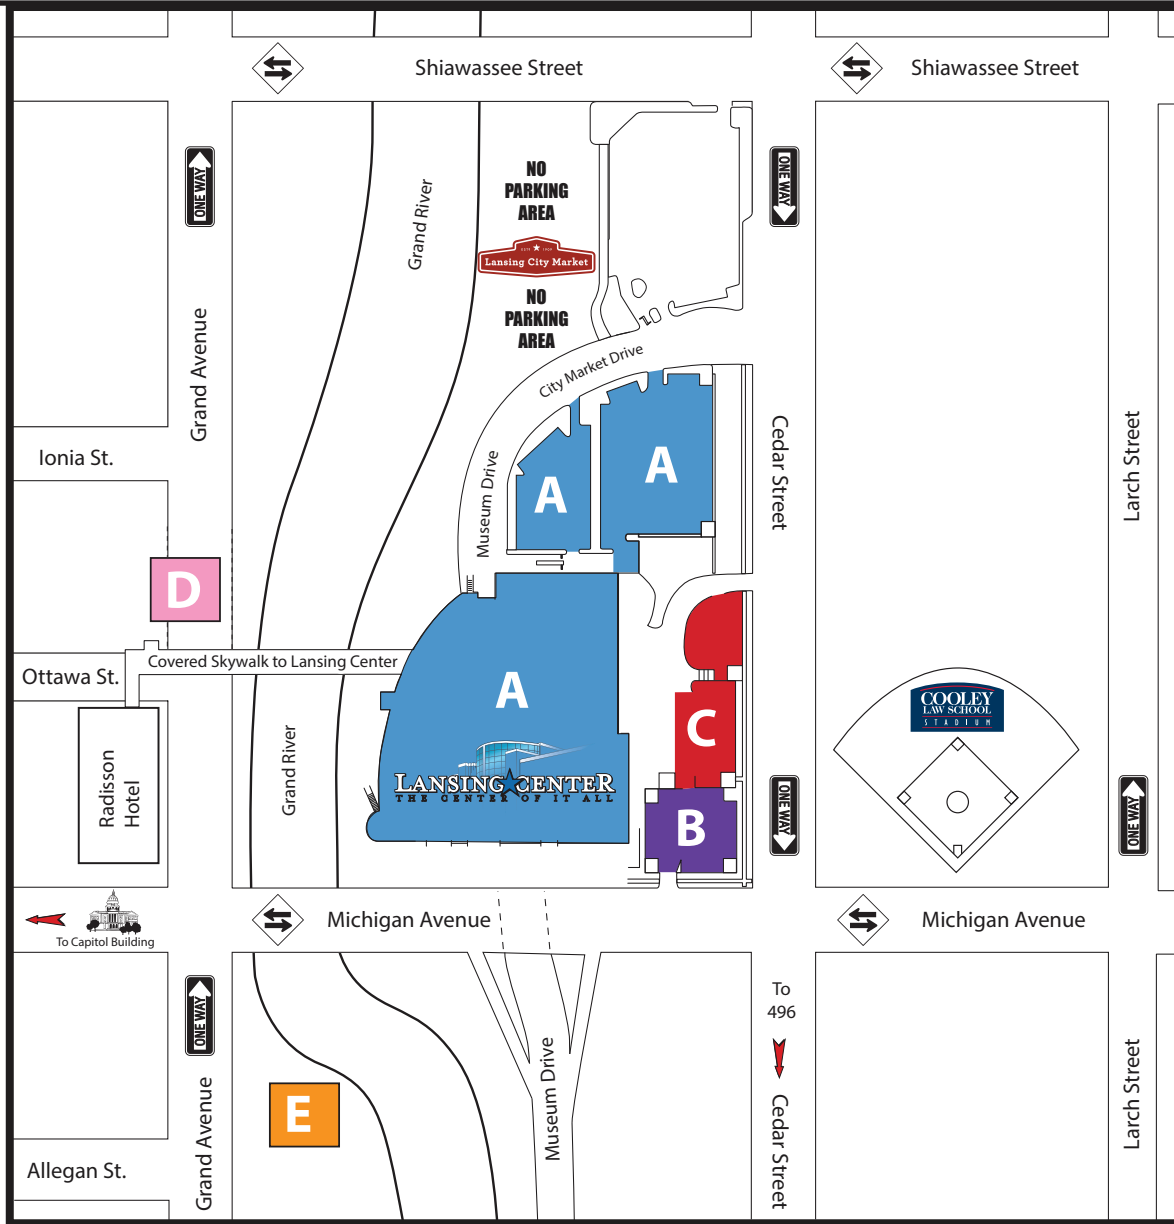 Shiawassee Street
Shiawassee Street
ONE WAY
NO
PARKING
AREA
ONE WAY
Grand River
ESTD 1909
Lansing City Market
NO
PARKING
AREA
Grand Avenue
City Market Drive
Ionia St.
Museum Drive
A
A
Cedar Street
Larch Street
D
Covered Skywalk to Lansing Center
Ottawa St.
A
COOLEY
LAW SCHOOL
STADIUM
C
Radisson
Hotel
Grand River
LANSING CENTER
THE CENTER OF IT ALL
B
ONE WAY
ONE WAY
Michigan Avenue
Michigan Avenue
To Capitol Building
ONE WAY
To
496
Museum Drive
Larch Street
E
Grand Avenue
Cedar Street
Allegan St.